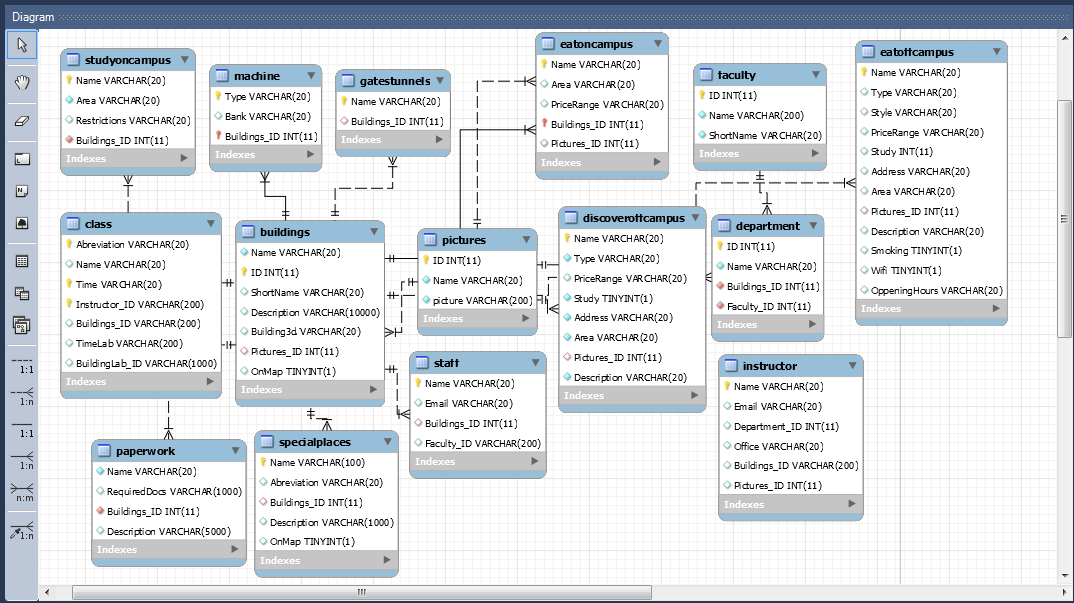 Diagram
studyoncampus
Name VARCHAR(20)
Area VARCHAR(20)
Restrictions VARCHAR(20)
Buildings_ID INT(11)
Indexes
machine
Type VARCHAR(20)
Bank VARCHAR(20)
Buildings_ID INT(11)
Indexes
gatestunnels
Name VARCHAR(20)
Buildings_ID INT(11)
Indexes
eatoncampus
Name VARCHAR(20)
Area VARCHAR(20)
PriceRange VARCHAR(20)
Buildings_ID INT(11)
Pictures_ID INT(11)
Indexes
faculty
ID INT(11)
Name VARCHAR(200)
ShortName VARCHAR(20)
Indexes
eatoffcampus
Name VARCHAR(20)
Type VARCHAR(20)
Style VARCHAR(20)
PriceRange VARCHAR(20)
Study INT(11)
Address VARCHAR(20)
Area VARCHAR(20)
Pictures_ID INT(11)
Description VARCHAR(20)
Smoking TINYINT(1)
Wifi TINYINT(1)
OppeningHours VARCHAR(20)
Indexes
class
Abreviation VARCHAR(20)
Name VARCHAR(20)
Time VARCHAR(20)
Instructor_ID VARCHAR(200)
Buildings_ID VARCHAR(200)
TimeLab VARCHAR(200)
BuildingLab_ID VARCHAR(1000)
Indexes
buildings
Name VARCHAR(20)
ID INT(11)
ShortName VARCHAR(20)
Description VARCHAR(10000)
Building3d VARCHAR(20)
Pictures_ID INT(11)
OnMap TINYINT(1)
Indexes
pictures
ID INT(11)
Name VARCHAR(20)
picture VARCHAR(200)
Indexes
discoveroffcampus
Name VARCHAR(20)
Type VARCHAR(20)
PriceRange VARCHAR(20)
Study TINYINT(1)
Address VARCHAR(20)
Area VARCHAR(20)
Pictures_ID INT(11)
Description VARCHAR(20)
Indexes
department
ID INT(11)
Name VARCHAR(20)
Buildings_ID INT(11)
Faculty_ID INT(11)
Indexes
staff
Name VARCHAR(20)
Email VARCHAR(20)
Buildings_ID INT(11)
Faculty_ID VARCHAR(200)
Indexes
instructor
Name VARCHAR(20)
Email VARCHAR(20)
Department_ID INT(11)
Office VARCHAR(20)
Buildings_ID VARCHAR(200)
Pictures_ID INT(11)
Indexes
paperwork
Name VARCHAR(20)
RequiredDocs VARCHAR(1000)
Buildings_ID INT(11)
Description VARCHAR(5000)
Indexes
specialplaces
Name VARCHAR(100)
Abreviation VARCHAR(20)
Buildings_ID INT(11)
Description VARCHAR(1000)
OnMap TINYINT(1)
Indexes
1:1
1:n
1:1
1:n
n:m
1:n